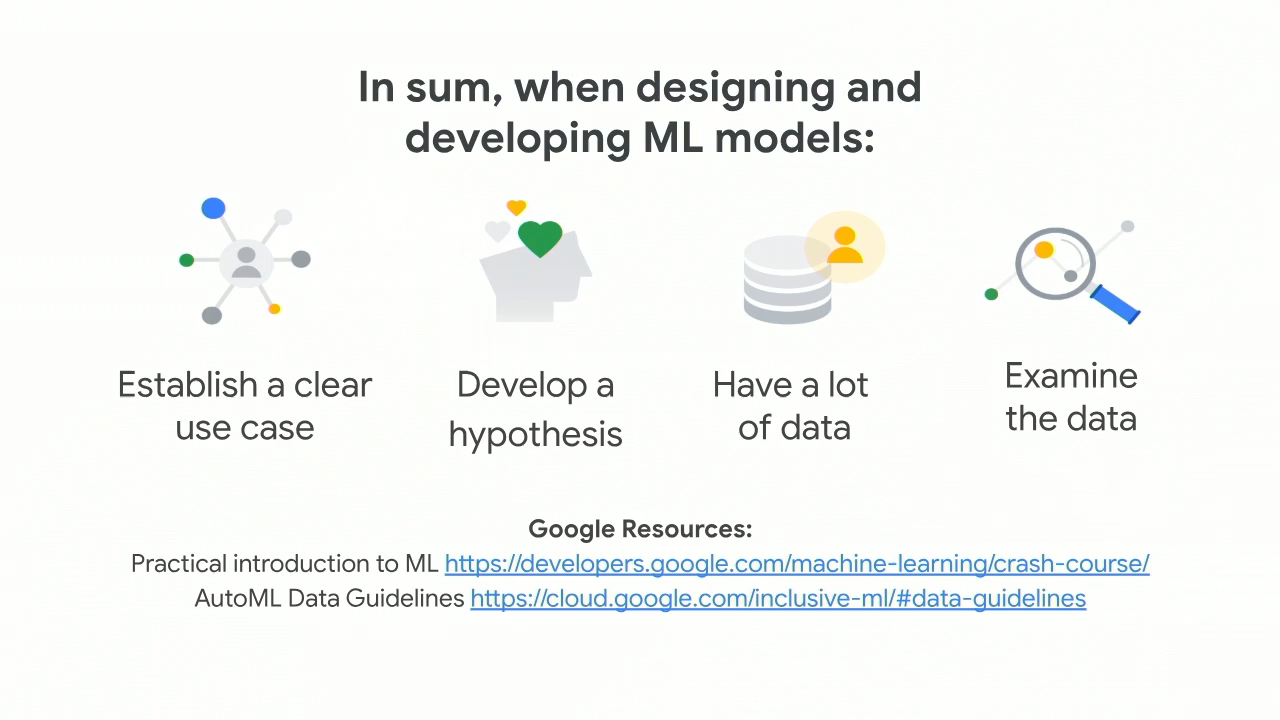 In sum, when designing and
developing ML models:
Establish a clear
use case
Develop a
hypothesis
Have a lot
of data
Examine
the data
Google Resources:
Practical introduction to ML https://developers.google.com/machine-learning/crash-course/
AutoML Data Guidelines https://cloud.google.com/inclusive-ml/#data-guidelines